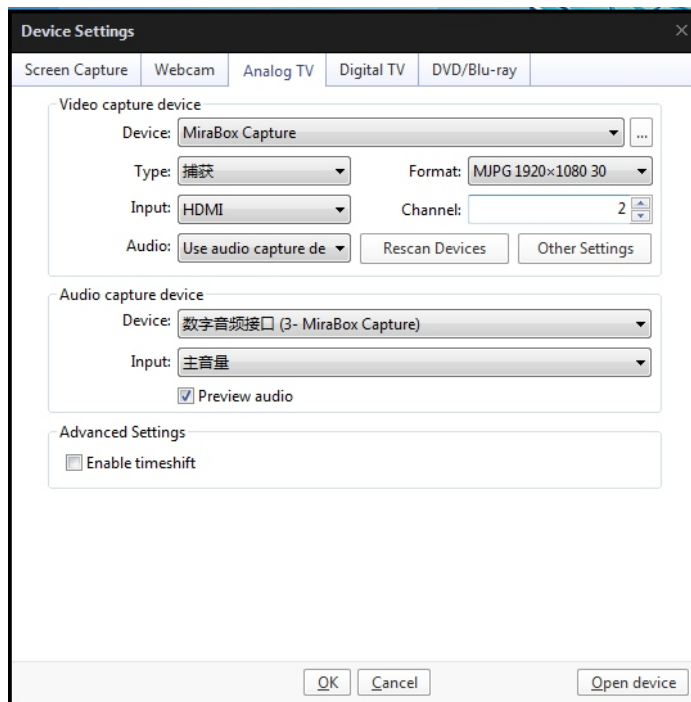 Device Settings
Screen Capture Webcam Analog TV Digital TV DVD/Blu-ray
Video capture device
Device: MiraBox Capture ...
Type: 捕获 Format: MJPG 1920×1080 30
Input: HDMI Channel: 2
Audio: Use audio capture de Rescan Devices Other Settings
Audio capture device
Device: 数字音频接口 (3- MiraBox Capture)
Input: 主音量
Preview audio
Advanced Settings
Enable timeshift
OK Cancel Open device